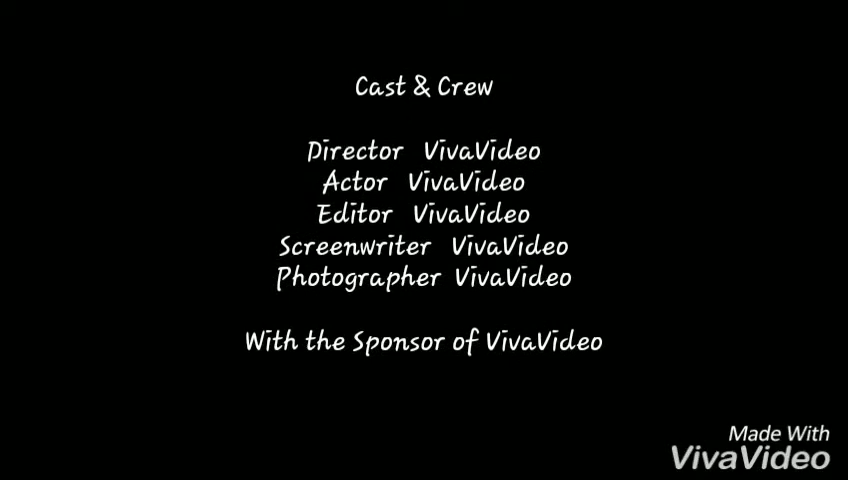 Cast & Crew
Director VivaVideo
Actor VivaVideo
Editor VivaVideo
Screenwriter VivaVideo
Photographer VivaVideo
With the Sponsor of VivaVideo
Made With
VivaVideo